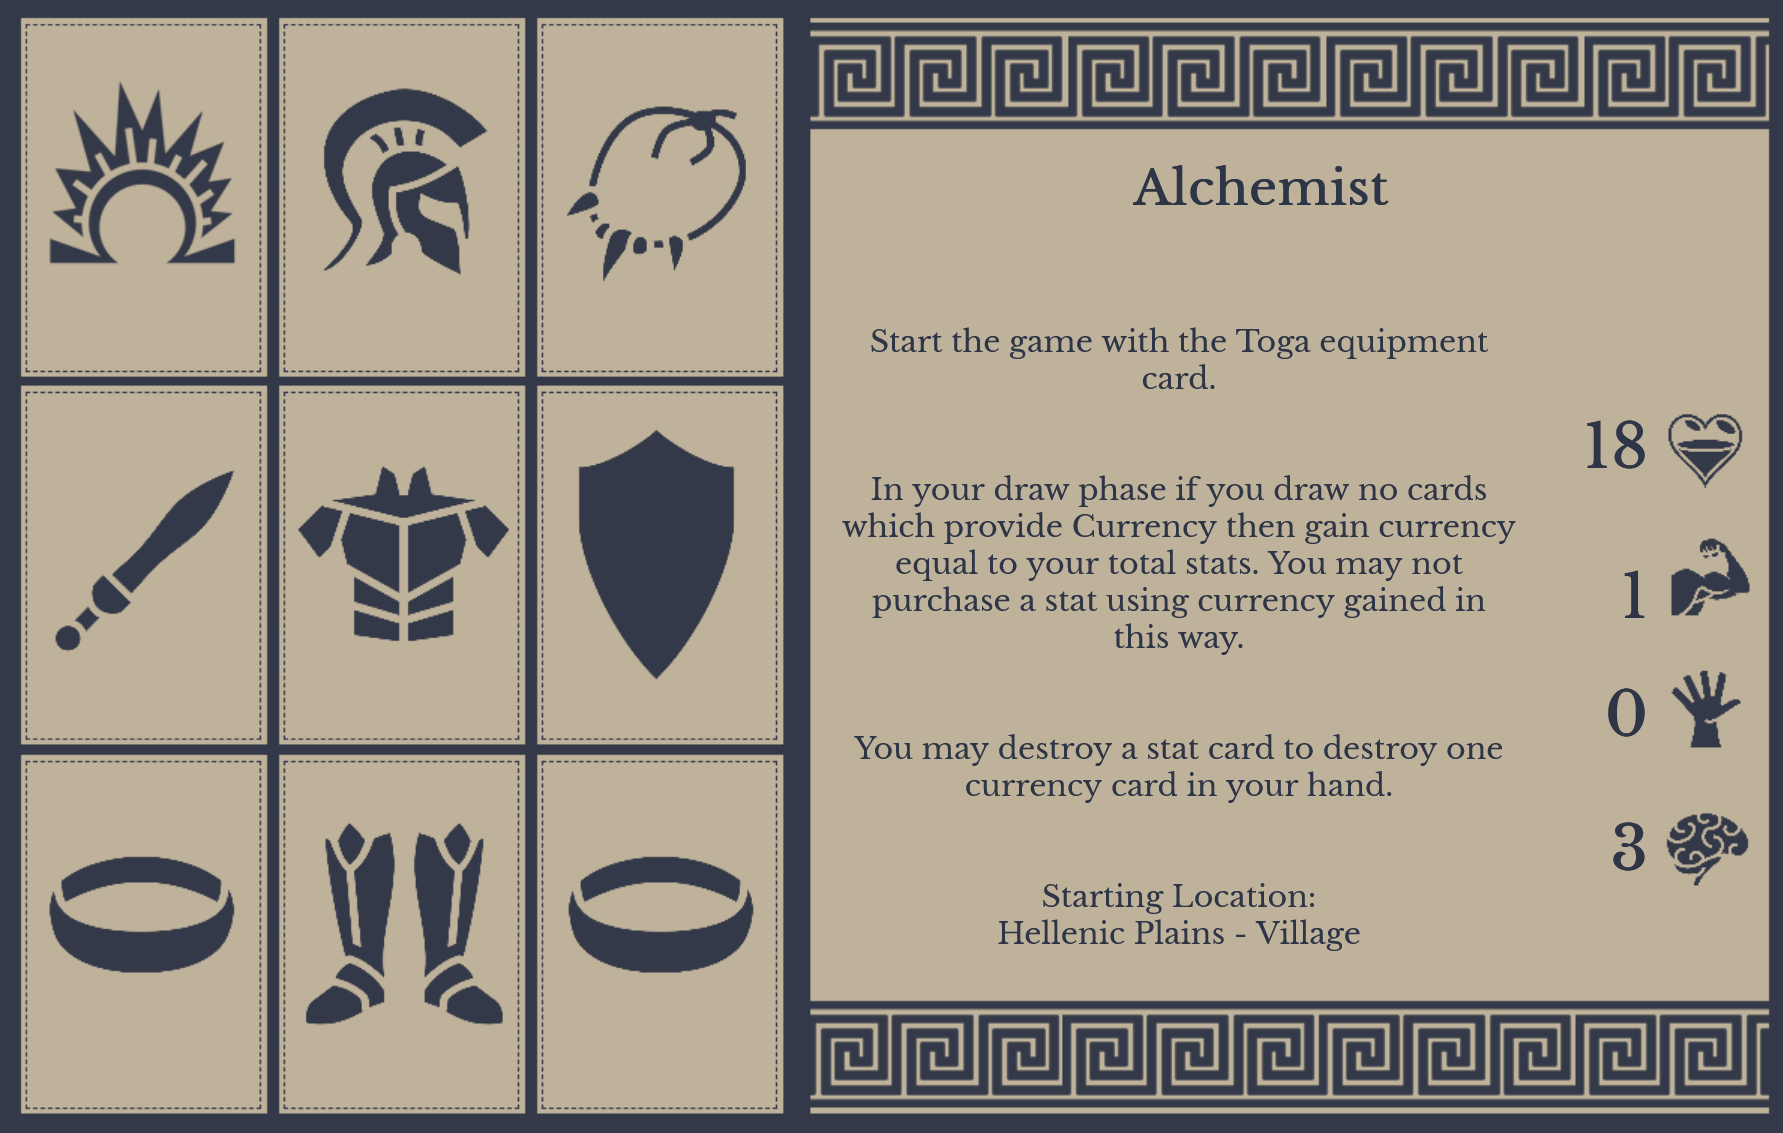 Alchemist
Start the game with the Toga equipment
card.
In your draw phase if you draw no cards
which provide Currency then gain currency
equal to your total stats. You may not
purchase a stat using currency gained in
this way.
You may destroy a stat card to destroy one
currency card in your hand.
Starting Location:
Hellenic Plains - Village
18
1
0
3